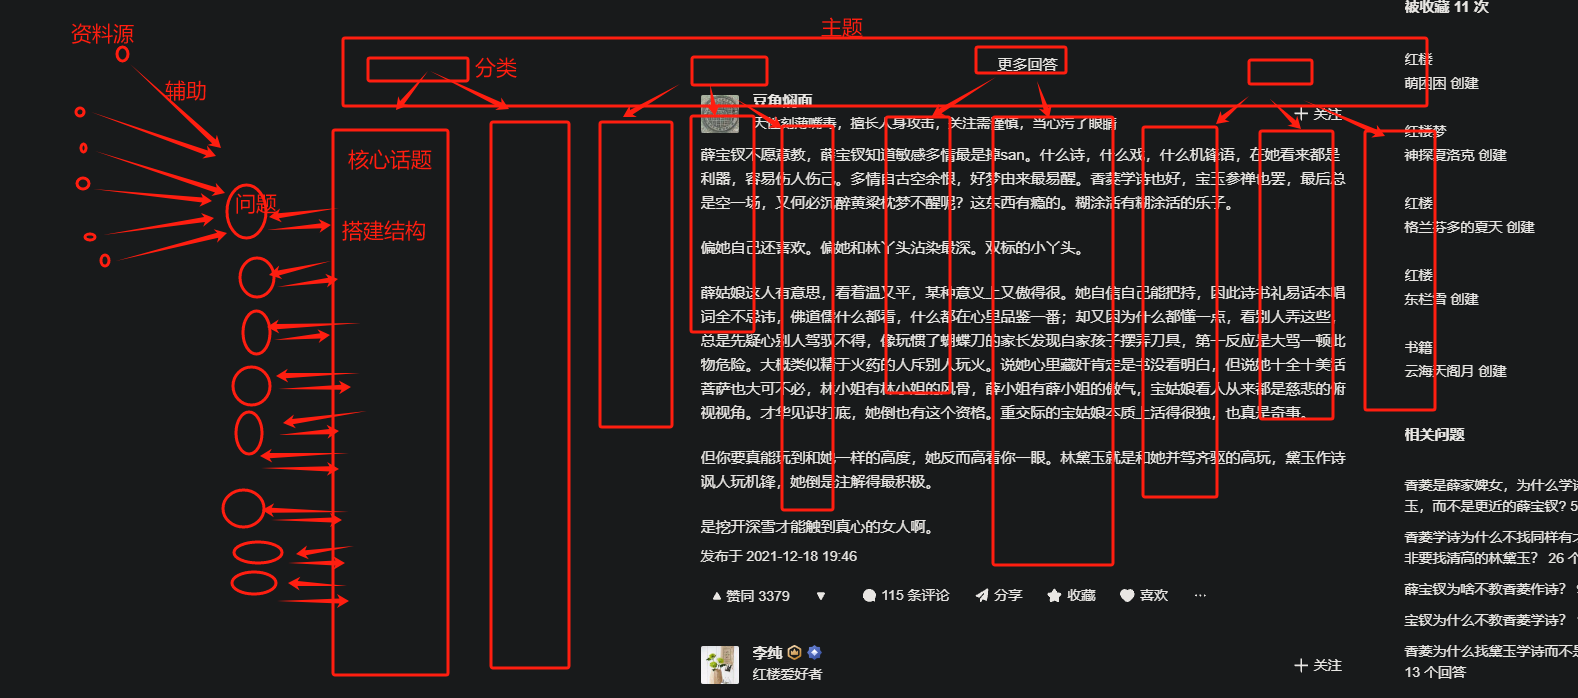 资料源
辅助
主题
分类
核心话题
搭建结构
问题
更多回答
豆角焖面
天性刻薄嘴毒，擅长人身攻击，关注需谨慎，当心污了眼睛
关注
薛宝钗不愿意教，薛宝钗知道敏感多情最是掉san。什么诗，什么戏，什么机锋语，在她看来都是
利器，容易伤人伤己。多情自古空余恨，好梦由来最易醒。香菱学诗也好，宝玉参禅也罢，最后总
是空一场，又何必沉醉黄粱枕梦不醒呢？这东西有瘾的。糊涂活有糊涂活的乐子。
偏她自己还喜欢。偏她和林丫头沾染最深。双标的小丫头。
薛姑娘这人有意思，看着温又平，某种意义上又傲得很。她自信自己能把持，因此诗书礼易话本唱
词全不忌讳，佛道儒什么都看，什么都在心里品鉴一番；却又因为什么都懂一点，看别人弄这些，
总是先疑心别人驾驭不得，像玩惯了蝴蝶刀的家长发现自家孩子摆弄刀具，第一反应是大骂一顿此
物危险。大概类似精于火药的人斥别人玩火。说她心里藏奸肯定是书没看明白，但说她十全十美活
菩萨也大可不必，林小姐有林小姐的风骨，薛小姐有薛小姐的傲气，宝姑娘看人从来都是慈悲的俯
视视角。才华见识打底，她倒也有这个资格。重交际的宝姑娘本质上活得很独，也真是奇事。
但你要真能玩到和她一样的高度，她反而高看你一眼。林黛玉就是和她并驾齐驱的高玩，黛玉作诗
讽人玩机锋，她倒是注解得最积极。
是挖开深雪才能触到真心的女人啊。
发布于 2021-12-18 19:46
赞同 3379
115 条评论
分享
收藏
喜欢
李纯
红楼爱好者
关注
被收藏 11 次
红楼
萌囡囡 创建
红楼梦
神探夏洛克 创建
红楼
格兰芬多的夏天 创建
红楼
东栏雪 创建
书籍
云海天阁月 创建
相关问题
香菱是薛家婢女，为什么学诗
玉，而不是更近的薛宝钗? 5
香菱学诗为什么不找同样有才
非要找清高的林黛玉？ 26 个
薛宝钗为啥不教香菱作诗？
宝钗为什么不教香菱学诗？
香菱为什么找黛玉学诗而不是
13 个回答